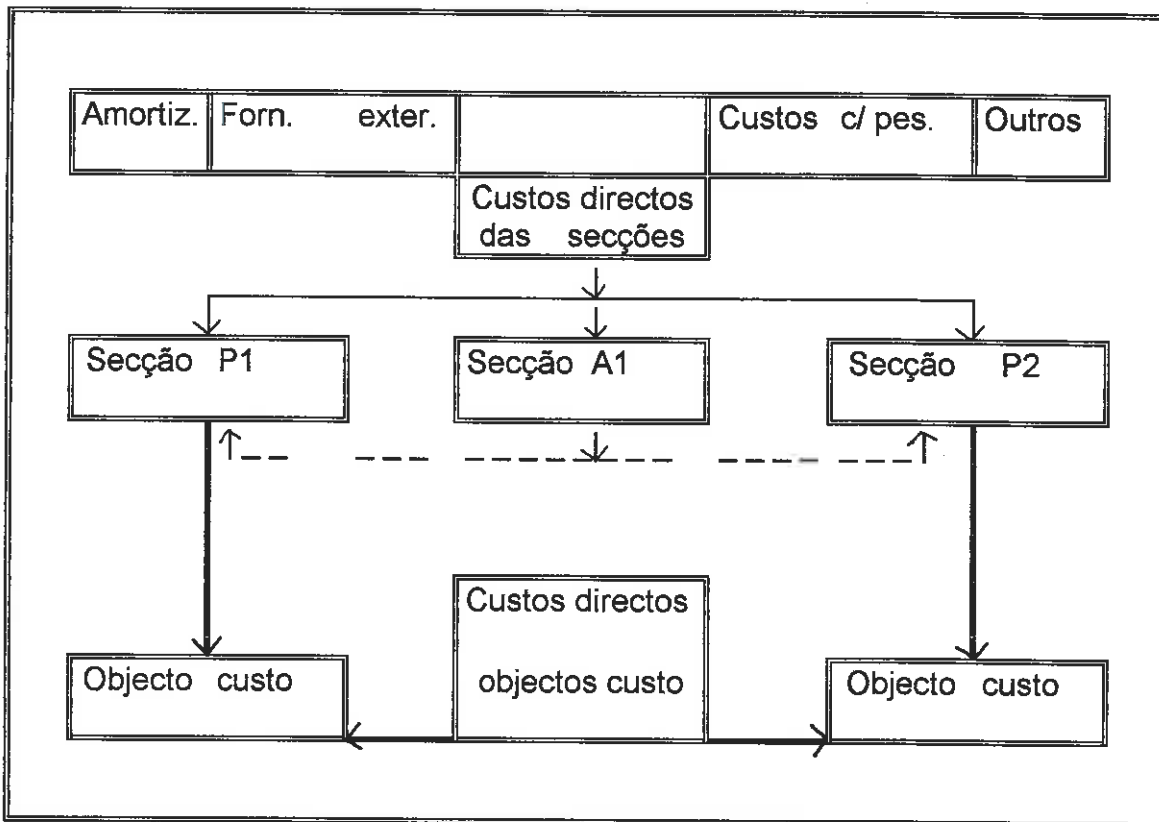 Amortiz. Forn. exter. Custos c/ pes. Outros
Custos directos
das secções
Secção P1 Secção A1 Secção P2
Custos directos
objectos custo
Objecto custo Objecto custo